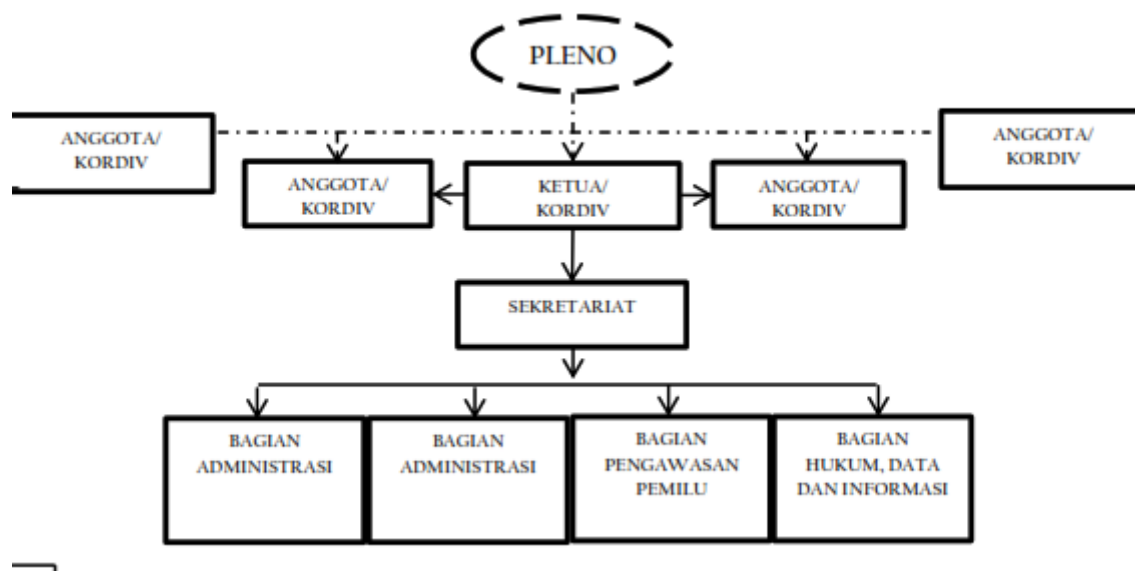 PLENO
ANGGOTA/
KORDIV
ANGGOTA/
KORDIV
KETUA/
KORDIV
ANGGOTA/
KORDIV
ANGGOTA/
KORDIV
SEKRETARIAT
BAGIAN
ADMINISTRASI
BAGIAN
ADMINISTRASI
BAGIAN
PENGAWASAN
PEMILU
BAGIAN
HUKUM, DATA
DAN INFORMASI